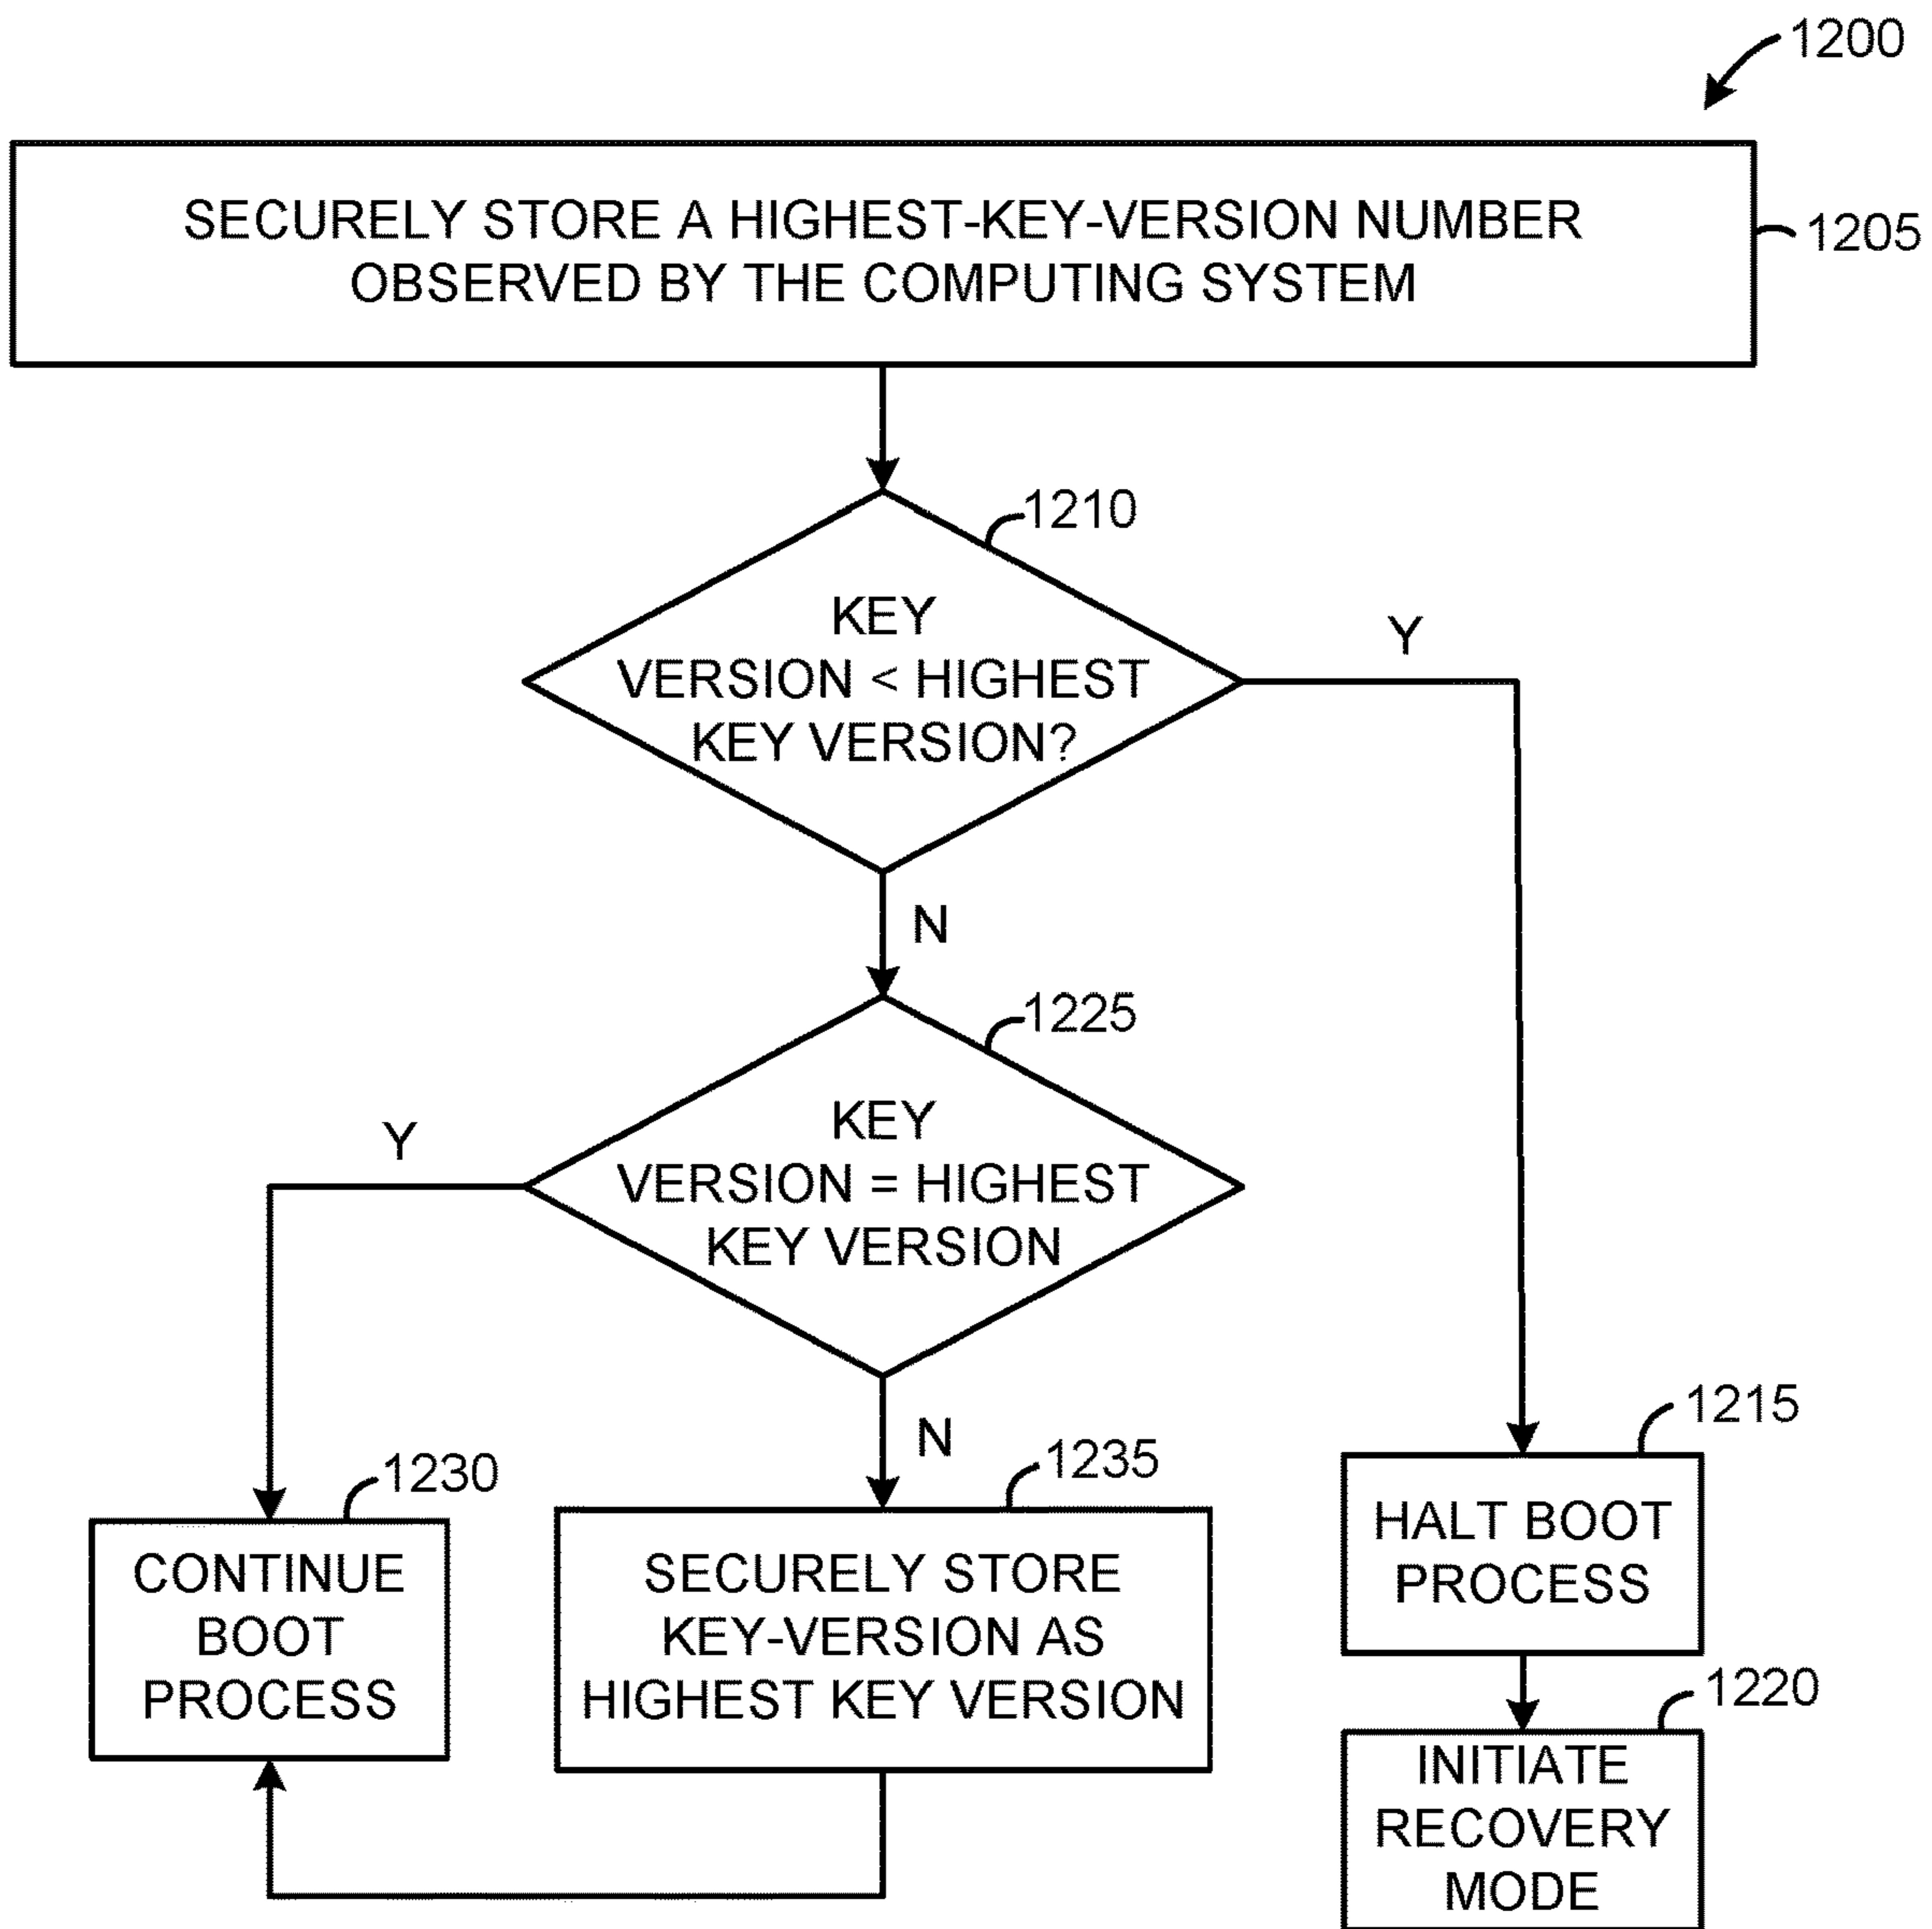 1200
SECURELY STORE A HIGHEST-KEY-VERSION NUMBER
OBSERVED BY THE COMPUTING SYSTEM
1205
1210
KEY
VERSION < HIGHEST
KEY VERSION?
Y
N
1225
KEY
VERSION = HIGHEST
KEY VERSION
Y
N
1215
HALT BOOT
PROCESS
1230
CONTINUE
BOOT
PROCESS
1235
SECURELY STORE
KEY-VERSION AS
HIGHEST KEY VERSION
1220
INITIATE
RECOVERY
MODE